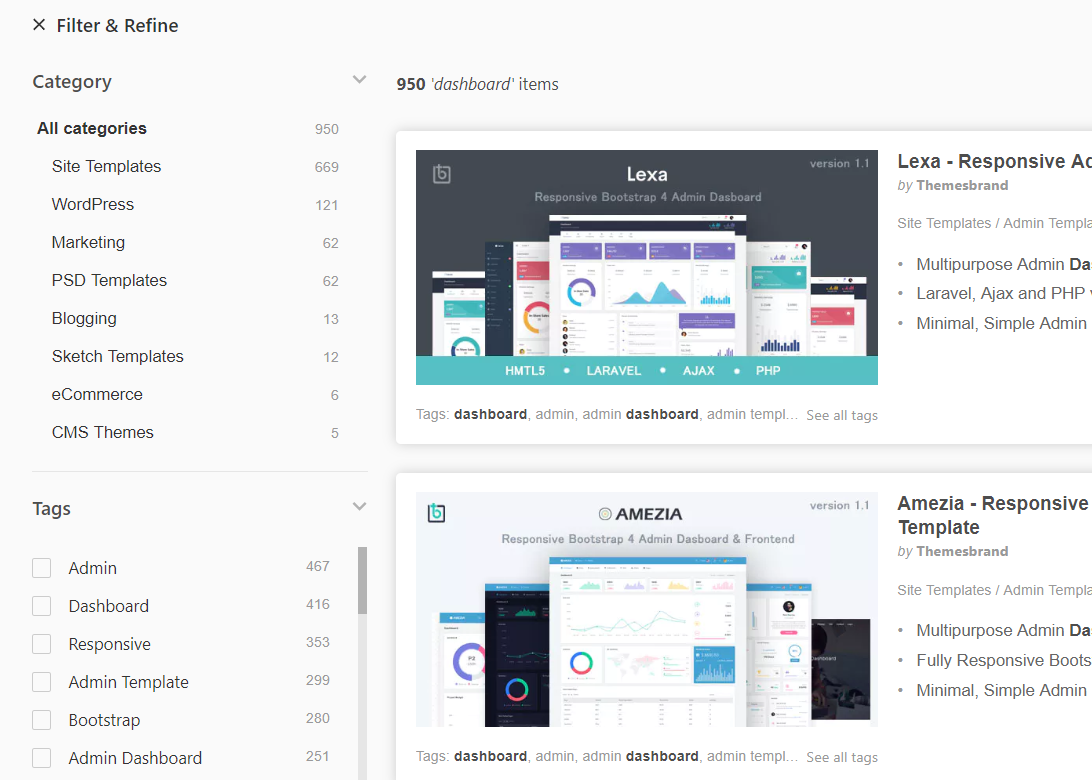 ✕ Filter & Refine
Category
All categories 950
Site Templates 669
WordPress 121
Marketing 62
PSD Templates 62
Blogging 13
Sketch Templates 12
eCommerce 6
CMS Themes 5
Tags
Admin 467
Dashboard 416
Responsive 353
Admin Template 299
Bootstrap 280
Admin Dashboard 251
950 'dashboard' items
version 1.1
Lexa
Responsive Bootstrap 4 Admin Dasboard
HMTL5 • LARAVEL • AJAX • PHP
Tags: dashboard, admin, admin dashboard, admin templ... See all tags
Lexa - Responsive Ad
by Themesbrand
Site Templates / Admin Templa
• Multipurpose Admin Das
• Laravel, Ajax and PHP v
• Minimal, Simple Admin
version 1.1
AMEZIA
Responsive Bootstrap 4 Admin Dasboard & Frontend
Tags: dashboard, admin, admin dashboard, admin templ... See all tags
Amezia - Responsive
Template
by Themesbrand
Site Templates / Admin Templa
• Multipurpose Admin Das
• Fully Responsive Boots
• Minimal, Simple Admin